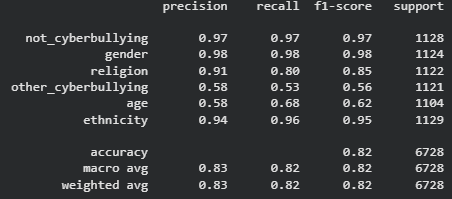 precision recall f1-score support
not_cyberbullying 0.97 0.97 0.97 1128
gender 0.98 0.98 0.98 1124
religion 0.91 0.80 0.85 1122
other_cyberbullying 0.58 0.53 0.56 1121
age 0.58 0.68 0.62 1104
ethnicity 0.94 0.96 0.95 1129
accuracy 0.82 6728
macro avg 0.83 0.82 0.82 6728
weighted avg 0.83 0.82 0.82 6728